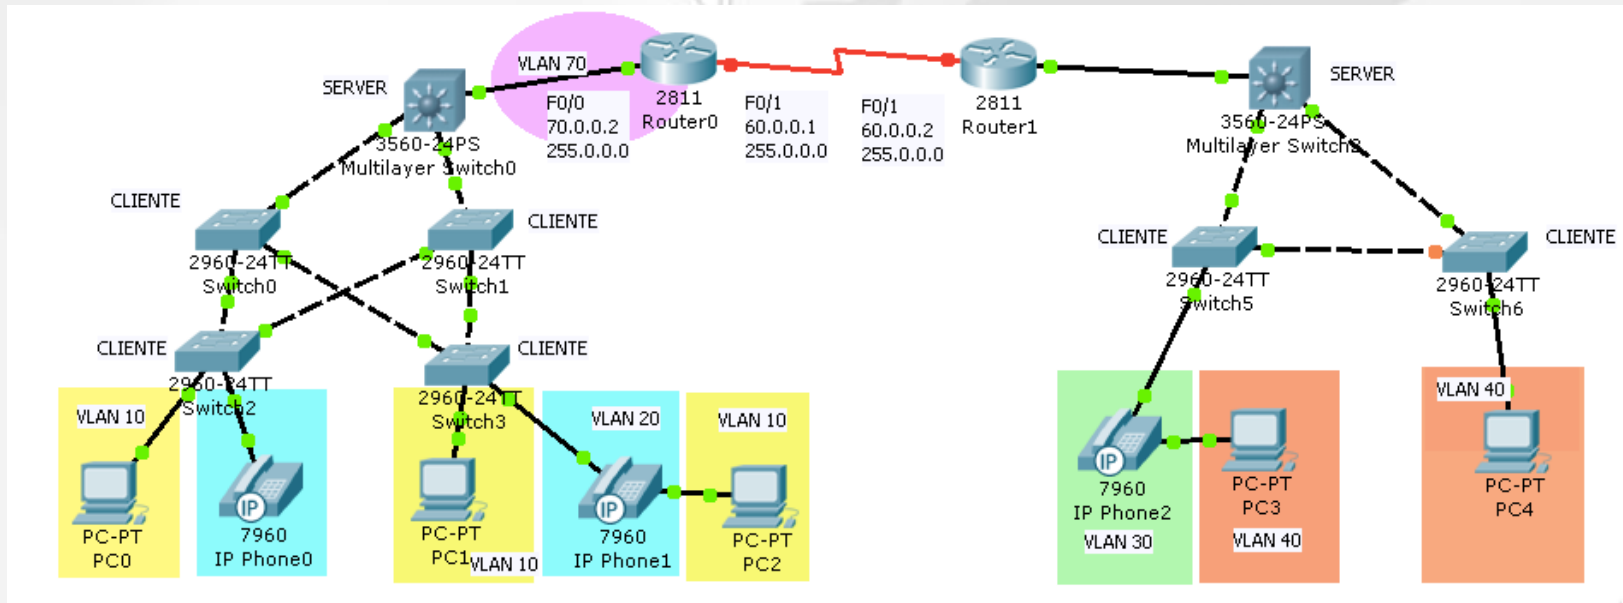 VLAN 70
SERVER
F0/0
70.0.0.2
255.0.0.0
2811
Router0
F0/1
60.0.0.1
255.0.0.0
F0/1
60.0.0.2
255.0.0.0
2811
Router1
SERVER
3560-24PS
Multilayer Switch0
3560-24PS
CLIENTE
2960-24TT
Switch0
CLIENTE
2960-24TT
Switch1
CLIENTE
2960-24TT
Switch5
CLIENTE
2960-24TT
Switch6
CLIENTE
2960-24TT
Switch2
CLIENTE
2960-24TT
Switch3
VLAN 10
PC-PT
PC0
7960
IP
IP Phone0
PC-PT
PC1
VLAN 10
VLAN 20
IP
7960
IP Phone1
VLAN 10
PC-PT
PC2
IP
7960
IP Phone2
VLAN 30
PC-PT
PC3
VLAN 40
VLAN 40
PC-PT
PC4